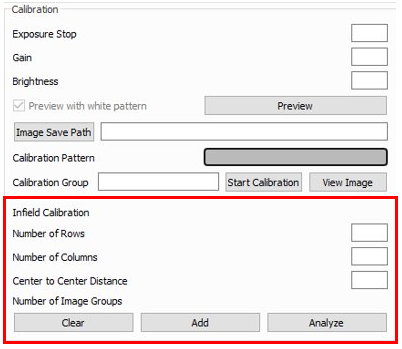 Calibration
Exposure Stop
Gain
Brightness
Preview with white pattern Preview
Image Save Path
Calibration Pattern
Calibration Group Start Calibration View Image
Infield Calibration
Number of Rows
Number of Columns
Center to Center Distance
Number of Image Groups
Clear Add Analyze